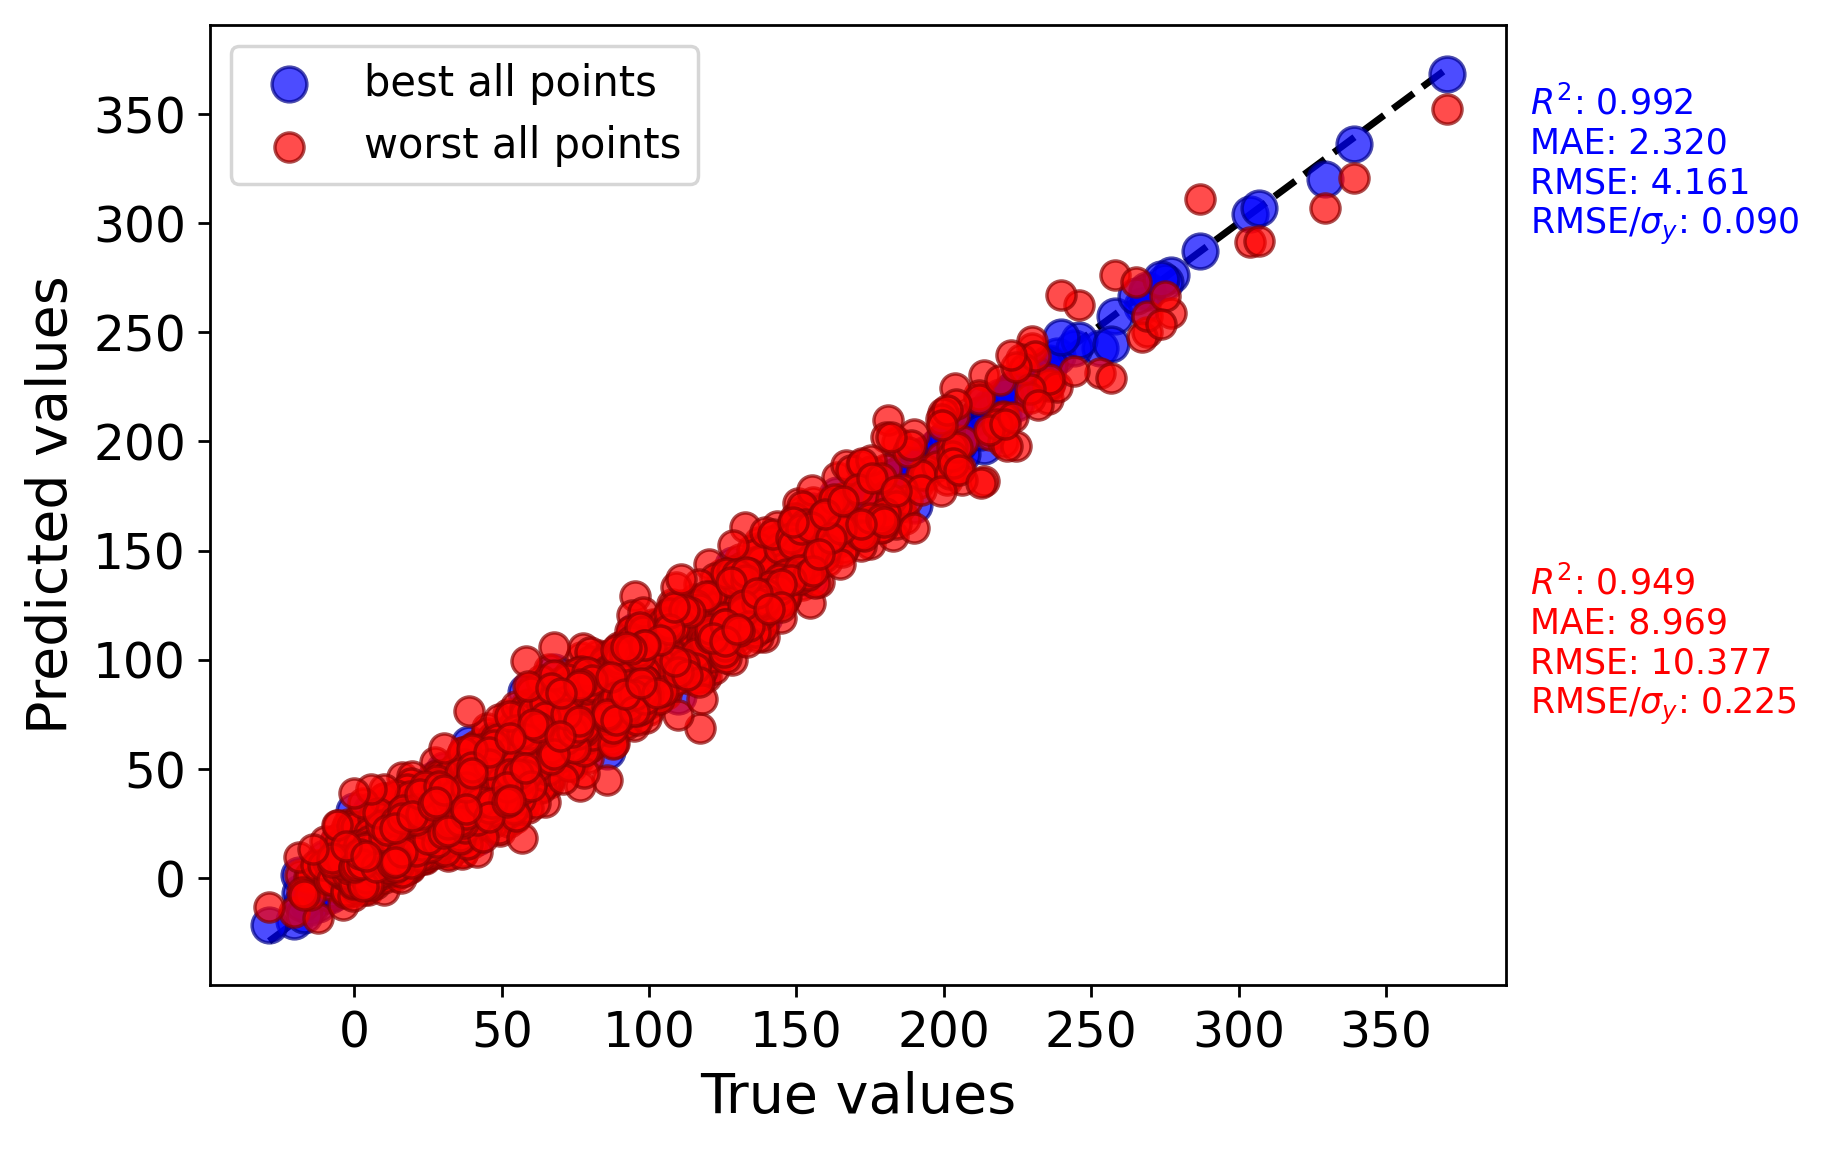 best all points
worst all points
350
300
250
200
150
100
50
0
Predicted values
0 50 100 150 200 250 300 350
True values
R²: 0.992
MAE: 2.320
RMSE: 4.161
RMSE/σ_y: 0.090
R²: 0.949
MAE: 8.969
RMSE: 10.377
RMSE/σ_y: 0.225